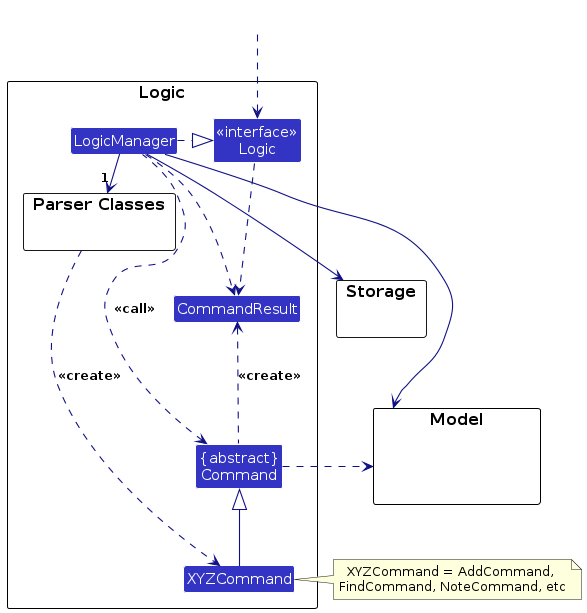 Logic
«interface»
Logic
LogicManager
1
Parser Classes
Storage
CommandResult
«call»
«create»
«create»
Model
{abstract}
Command
XYZCommand
XYZCommand = AddCommand,
FindCommand, NoteCommand, etc